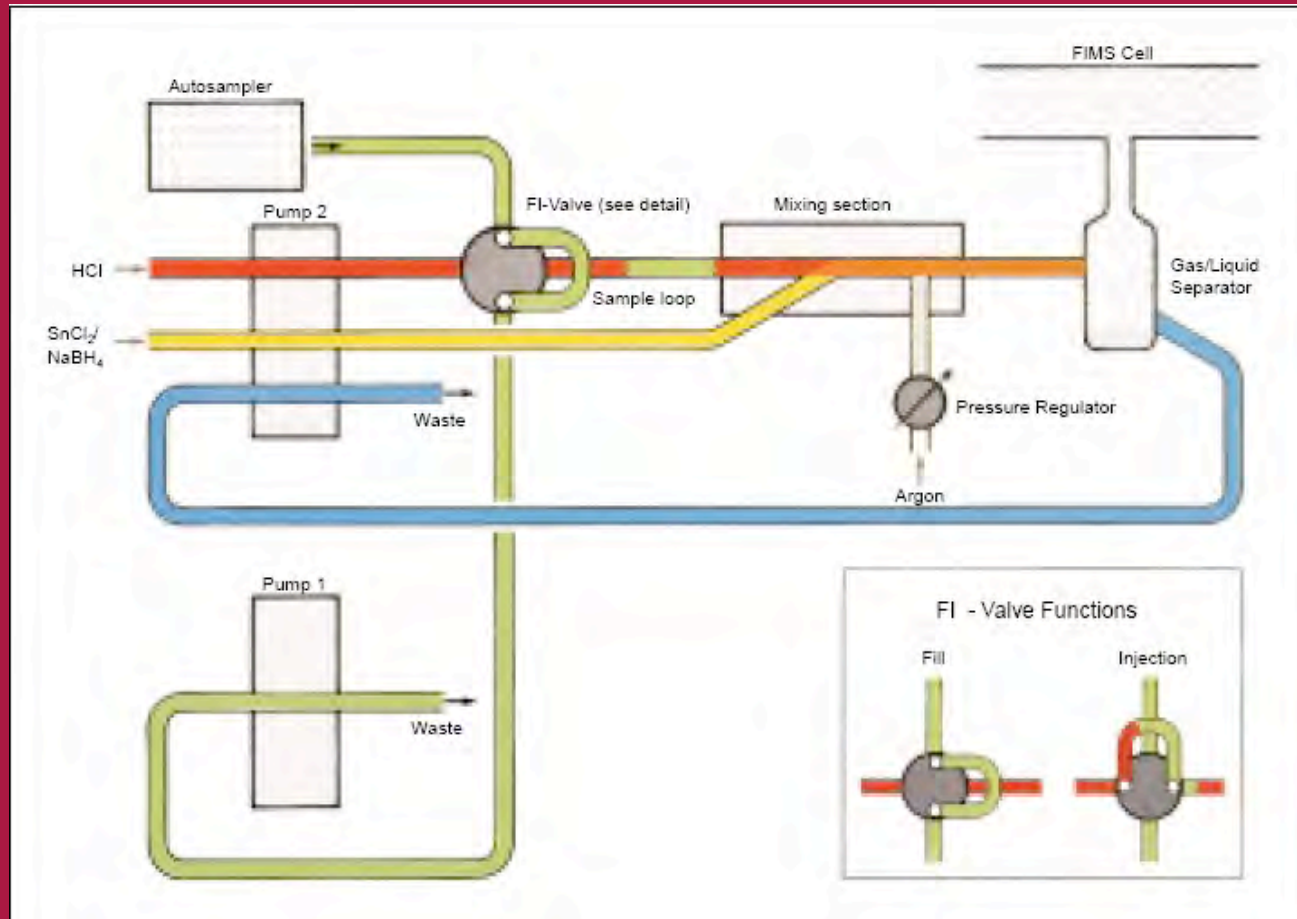 FIMS Cell
Autosampler
Pump 2
FI-Valve (see detail)
Mixing section
HCl
Sample loop
Gas/Liquid
Separator
SnCl₂/
NaBH₄
Waste
Pressure Regulator
Argon
Pump 1
Waste
FI - Valve Functions
Fill
Injection